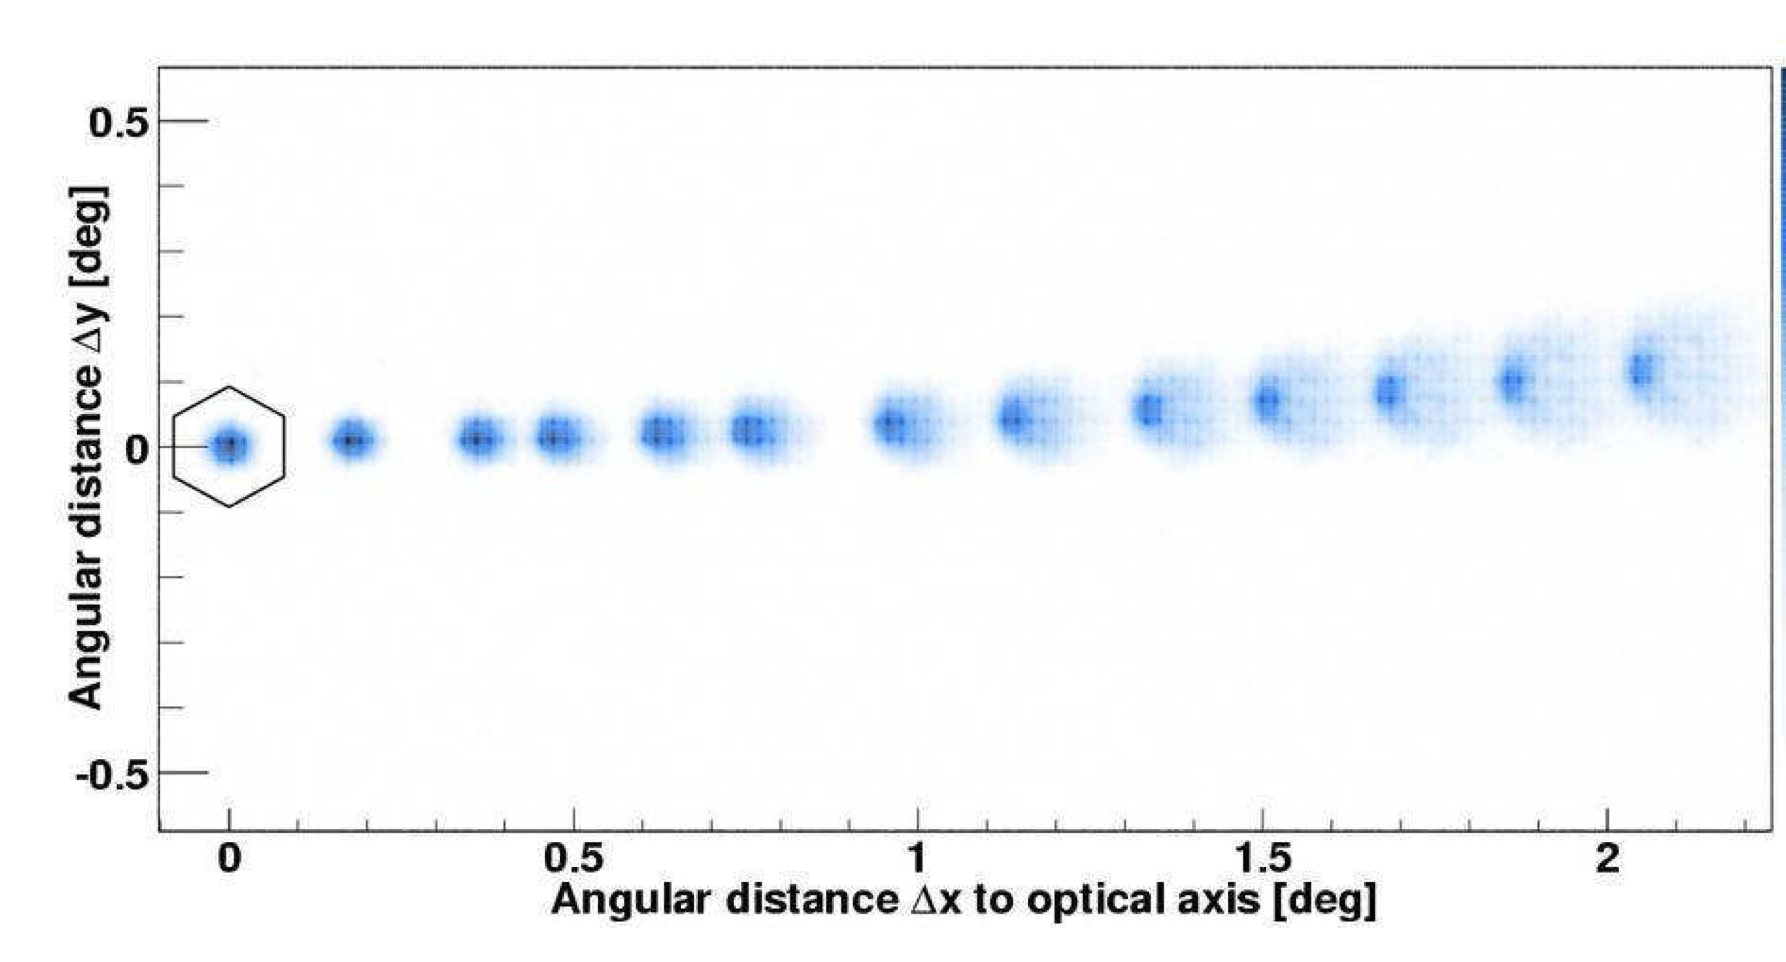 0.5
0
-0.5
Angular distance Δy [deg]
0 0.5 1 1.5 2
Angular distance Δx to optical axis [deg]